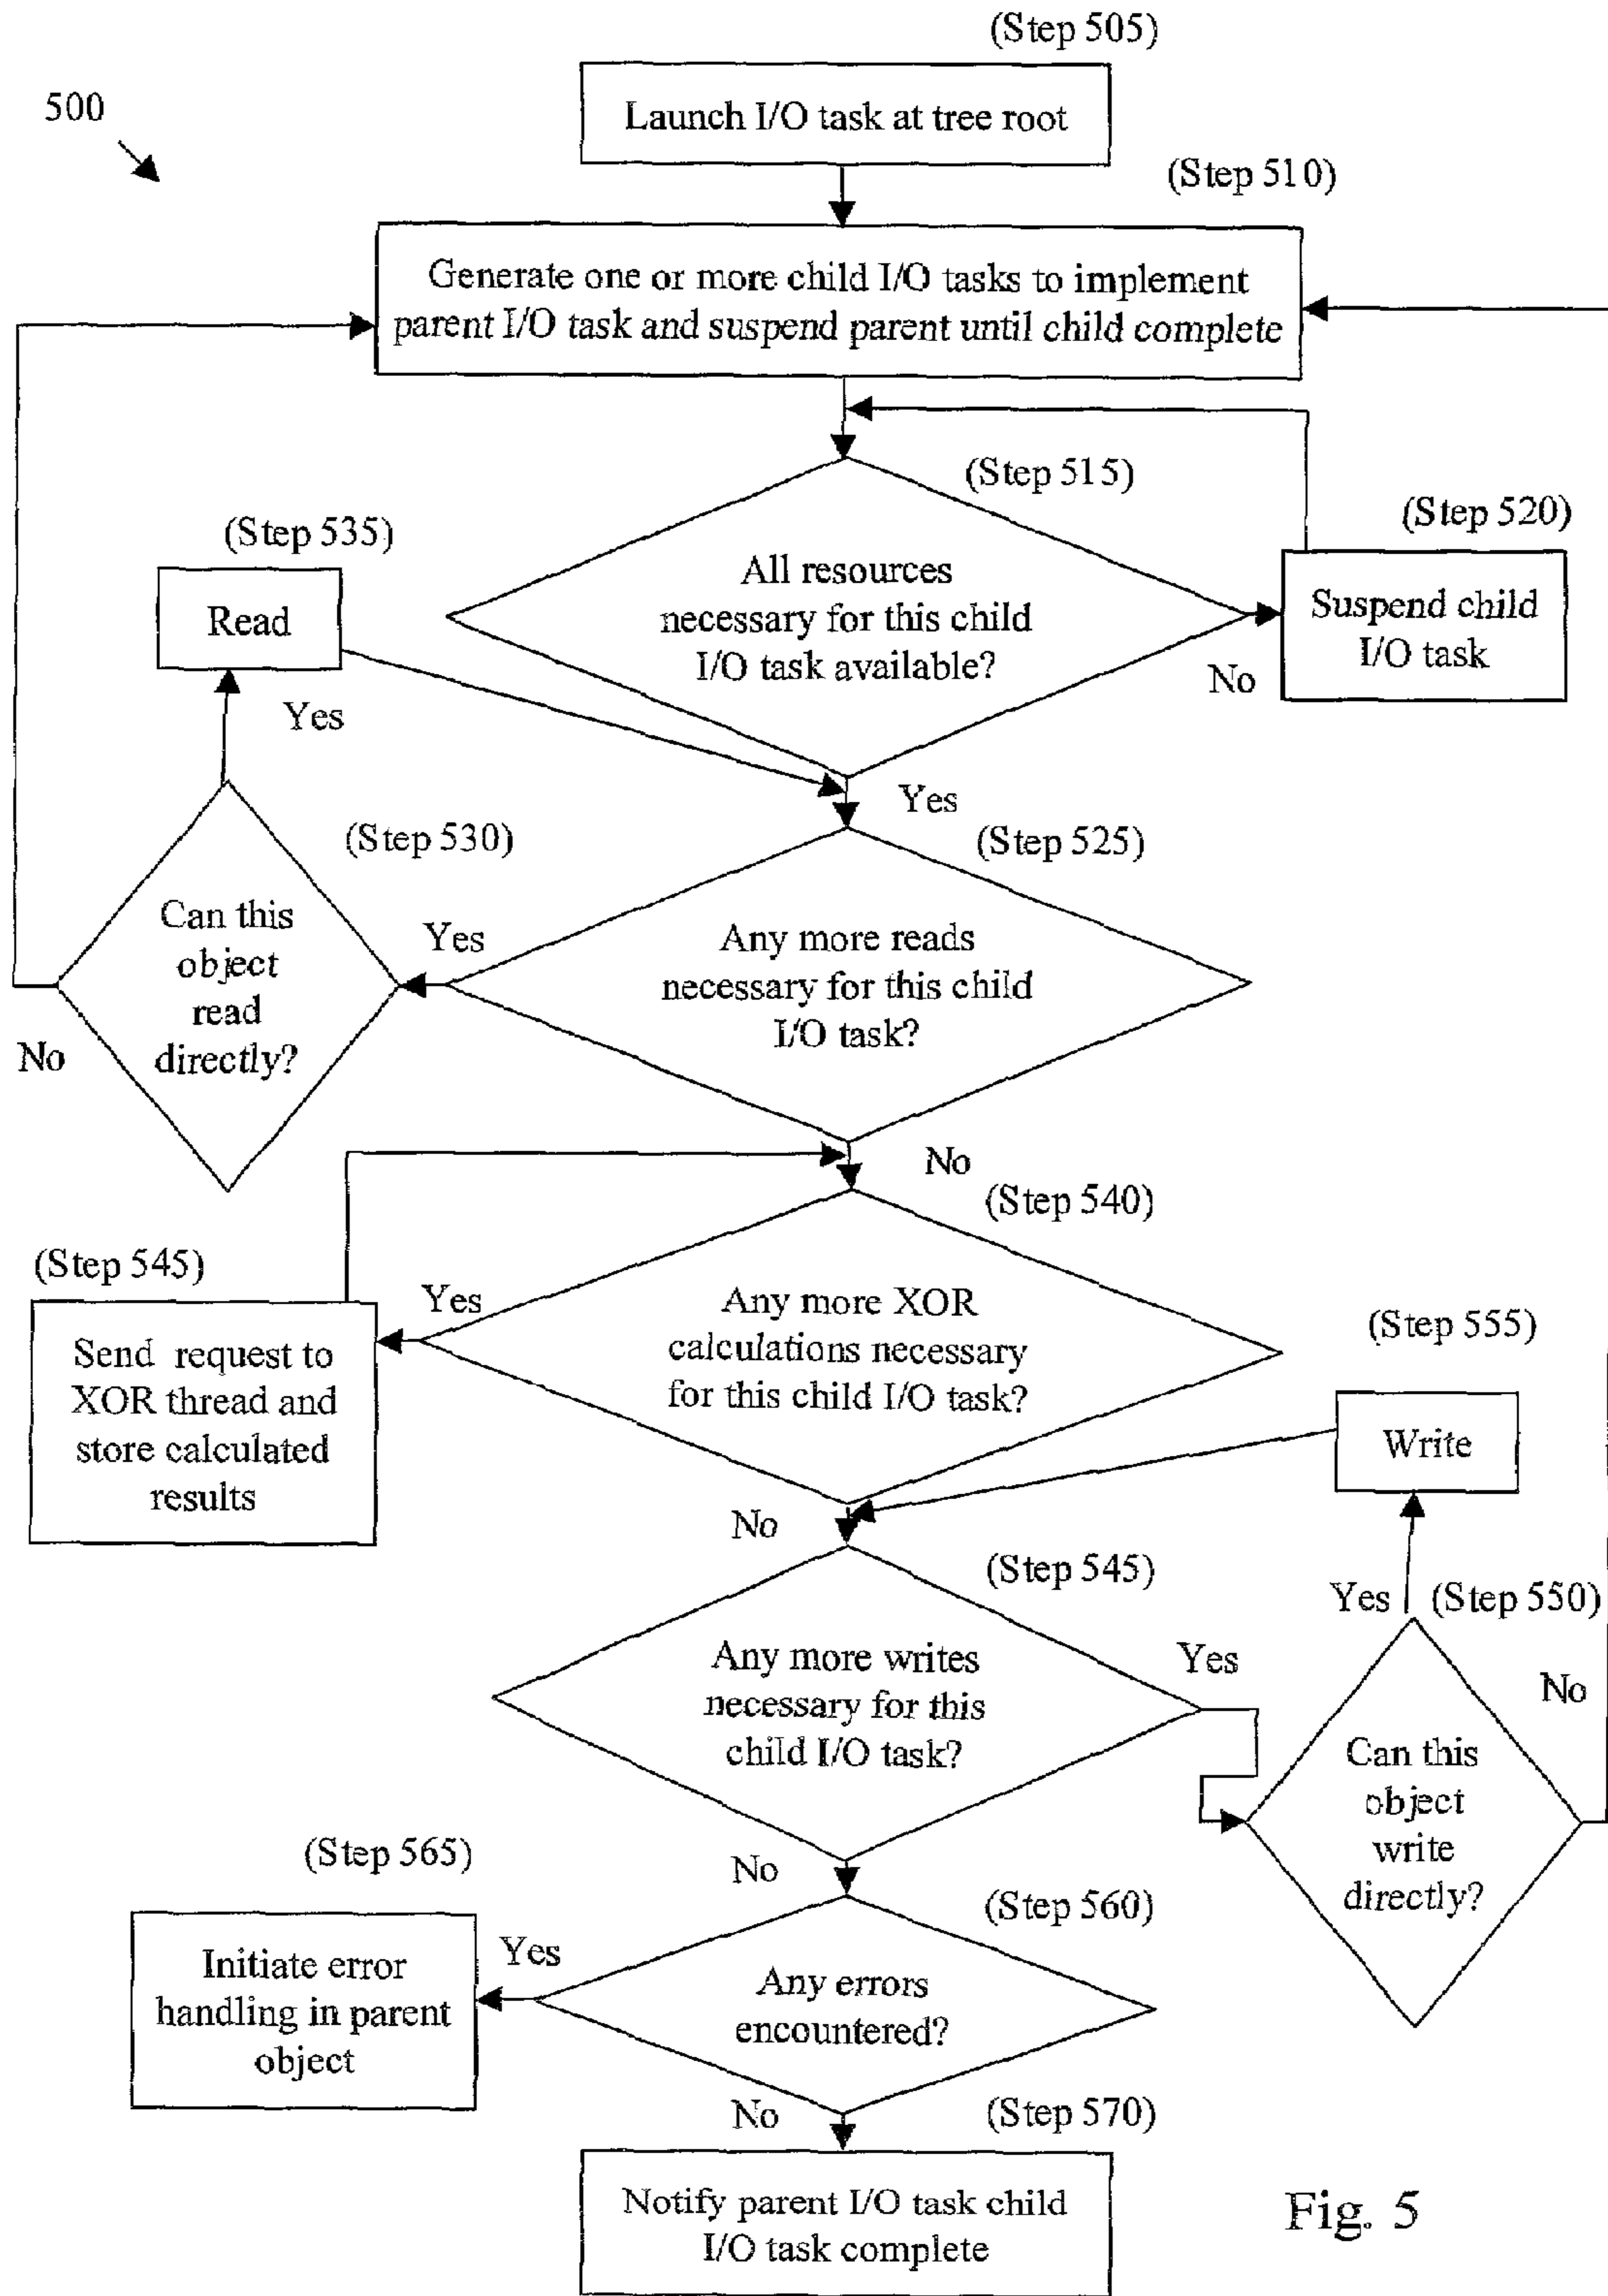 (Step 505)
500
Launch I/O task at tree root
(Step 510)
Generate one or more child I/O tasks to implement
parent I/O task and suspend parent until child complete
(Step 515)
(Step 520)
(Step 535)
All resources
necessary for this child
I/O task available?
Suspend child
I/O task
Read
No
Yes
Yes
(Step 530)
(Step 525)
Can this
object
read
directly?
Yes
Any more reads
necessary for this child
I/O task?
No
No
(Step 540)
(Step 545)
Yes
Any more XOR
calculations necessary
for this child I/O task?
Send request to
XOR thread and
store calculated
results
(Step 555)
Write
No
(Step 545)
Yes
(Step 550)
Any more writes
necessary for this
child I/O task?
Yes
No
Can this
object
write
directly?
(Step 565)
No
(Step 560)
Initiate error
handling in parent
object
Yes
Any errors
encountered?
No
(Step 570)
Notify parent I/O task child
I/O task complete
Fig. 5